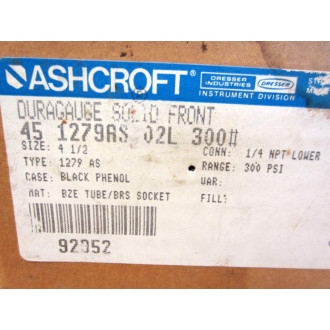 ASHCROFT®
DRESSER INDUSTRIES DRESSER
INSTRUMENT DIVISION
DURAGAUGE SOLID FRONT
45 1279AS 02L 300#
SIZE: 4 1/2 CONN: 1/4 NPT LOWER
TYPE: 1279 AS RANGE: 300 PSI
CASE: BLACK PHENOL VAR:
MAT: BZE TUBE/BRS SOCKET FILL:
92352